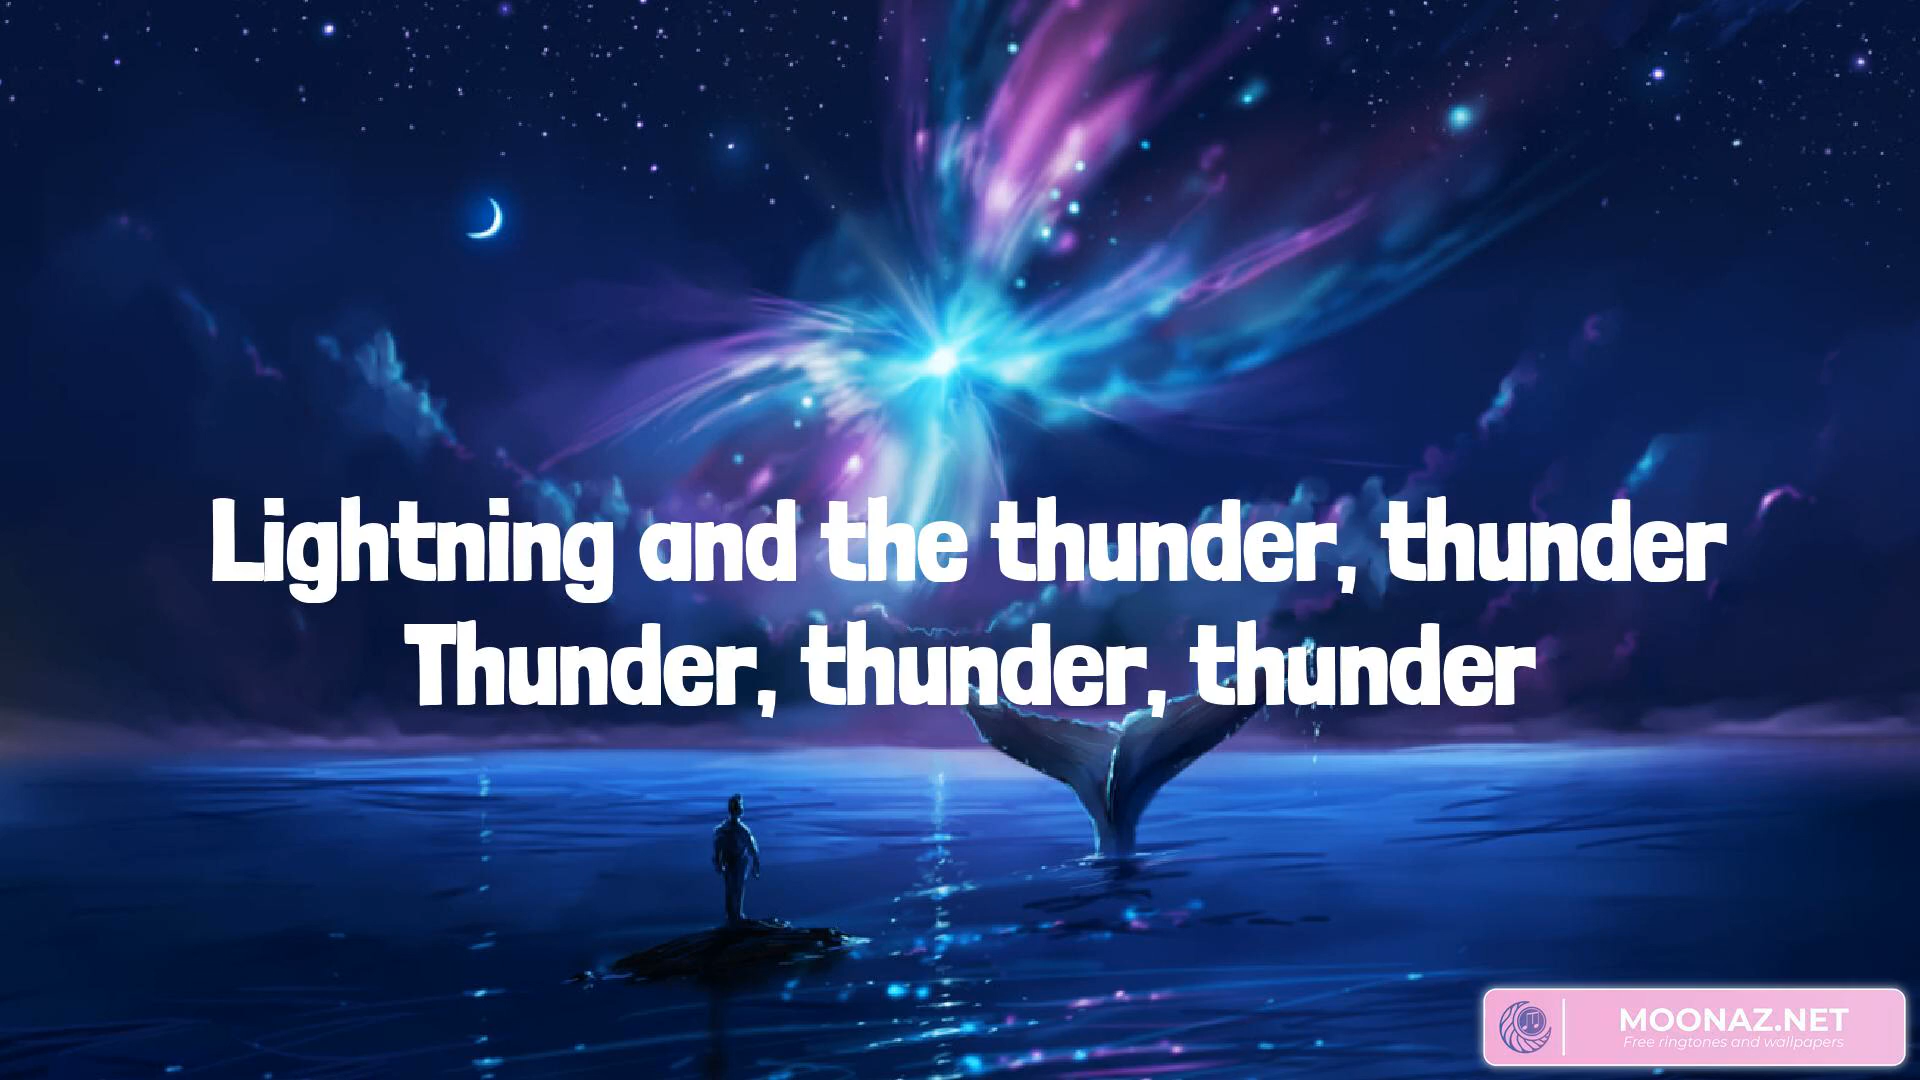 Lightning and the thunder, thunder
Thunder, thunder, thunder
MOONAZ.NET
Free ringtones and wallpapers